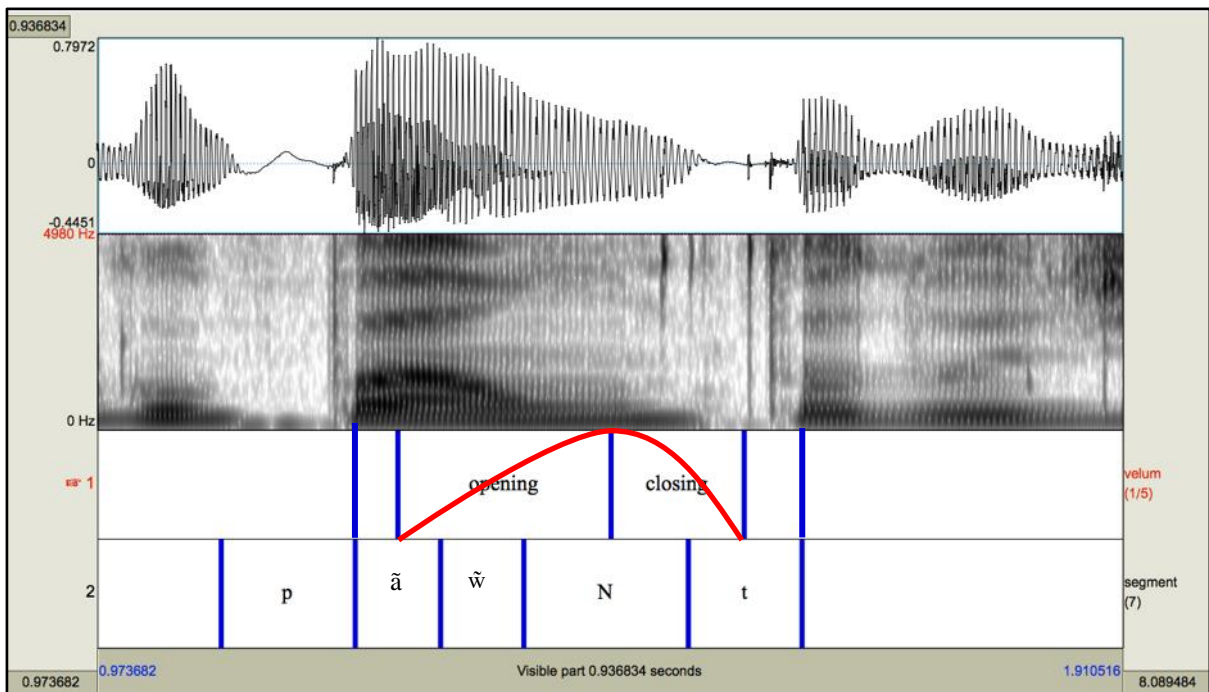 0.936834
0.7972
0
-0.4451
4980 Hz
0 Hz
1
opening
closing
velum
(1/5)
2
p
ã
w̃
N
t
segment
(7)
0.973682
0.973682
Visible part 0.936834 seconds
1.910516
8.089484